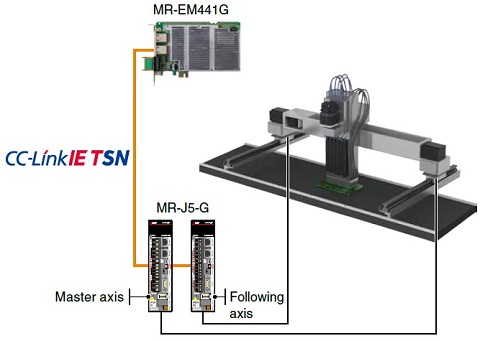 MR-EM441G
CC-Link IE TSN
MR-J5-G
Master axis
Following
axis